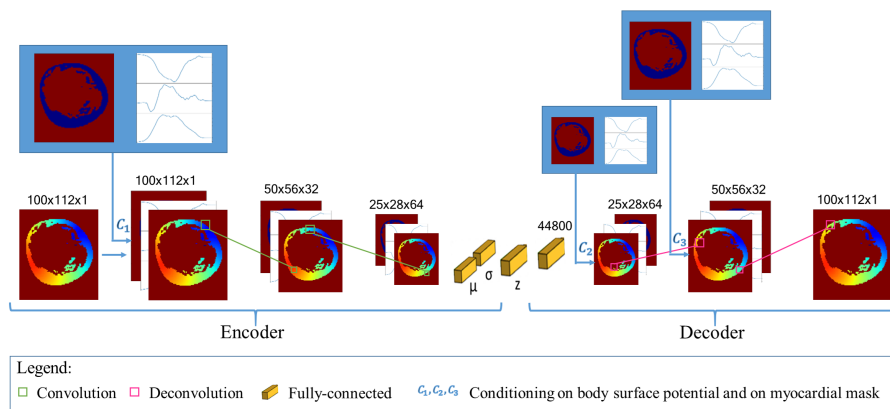 100x112x1
C₁
100x112x1
50x56x32
25x28x64
μ
σ
z
44800
C₂
25x28x64
C₃
50x56x32
100x112x1
Encoder
Decoder
Legend:
Convolution
Deconvolution
Fully-connected
C₁, C₂, C₃ Conditioning on body surface potential and on myocardial mask